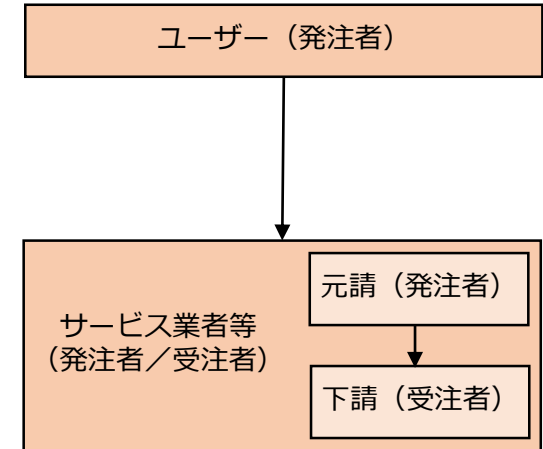 ユーザー（発注者）
サービス業者等
（発注者／受注者）
元請（発注者）
下請（受注者）